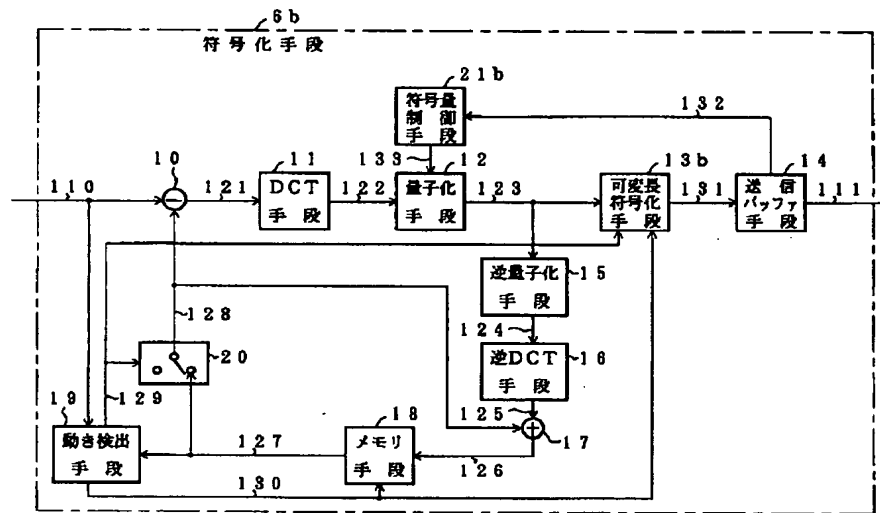 6b
符号化手段
21b
符号量
制御
手段
132
133
10
11
DCT
手段
12
量子化
手段
13b
可変長
符号化
手段
14
送信
バッファ
手段
110
121
122
123
131
111
逆量子化
手段
15
124
128
20
逆DCT
手段
16
125
17
19
動き検出
手段
129
127
18
メモリ
手段
126
130